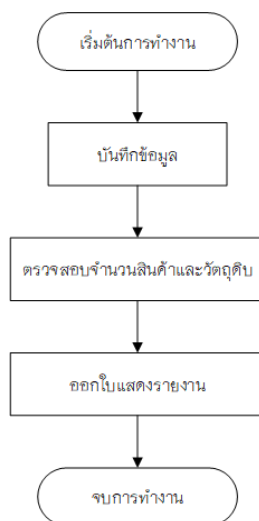 เริ่มต้นการทำงาน
บันทึกข้อมูล
ตรวจสอบจำนวนสินค้าและวัตถุดิบ
ออกใบแสดงรายงาน
จบการทำงาน